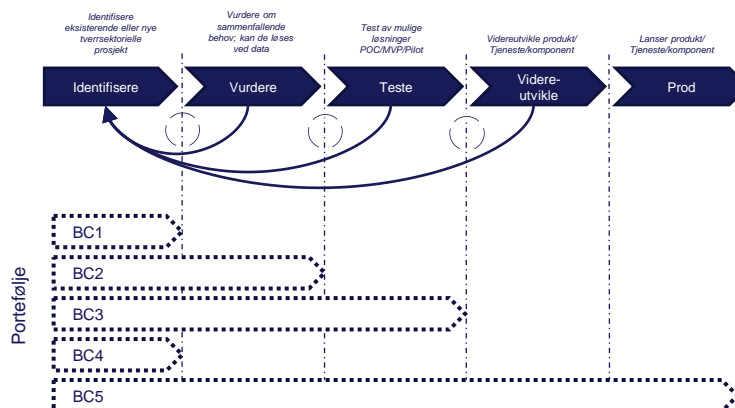 Identifisere
eksisterende eller nye
tverrsektorielle
prosjekt
Vurdere om
sammenfallende
behov; kan de løses
ved data
Test av mulige
løsninger
POC/MVP/Pilot
Videreutvikle produkt/
Tjeneste/komponent
Lanser produkt/
Tjeneste/komponent
Identifisere
Vurdere
Teste
Videre-
utvikle
Prod
Portefølje
BC1
BC2
BC3
BC4
BC5